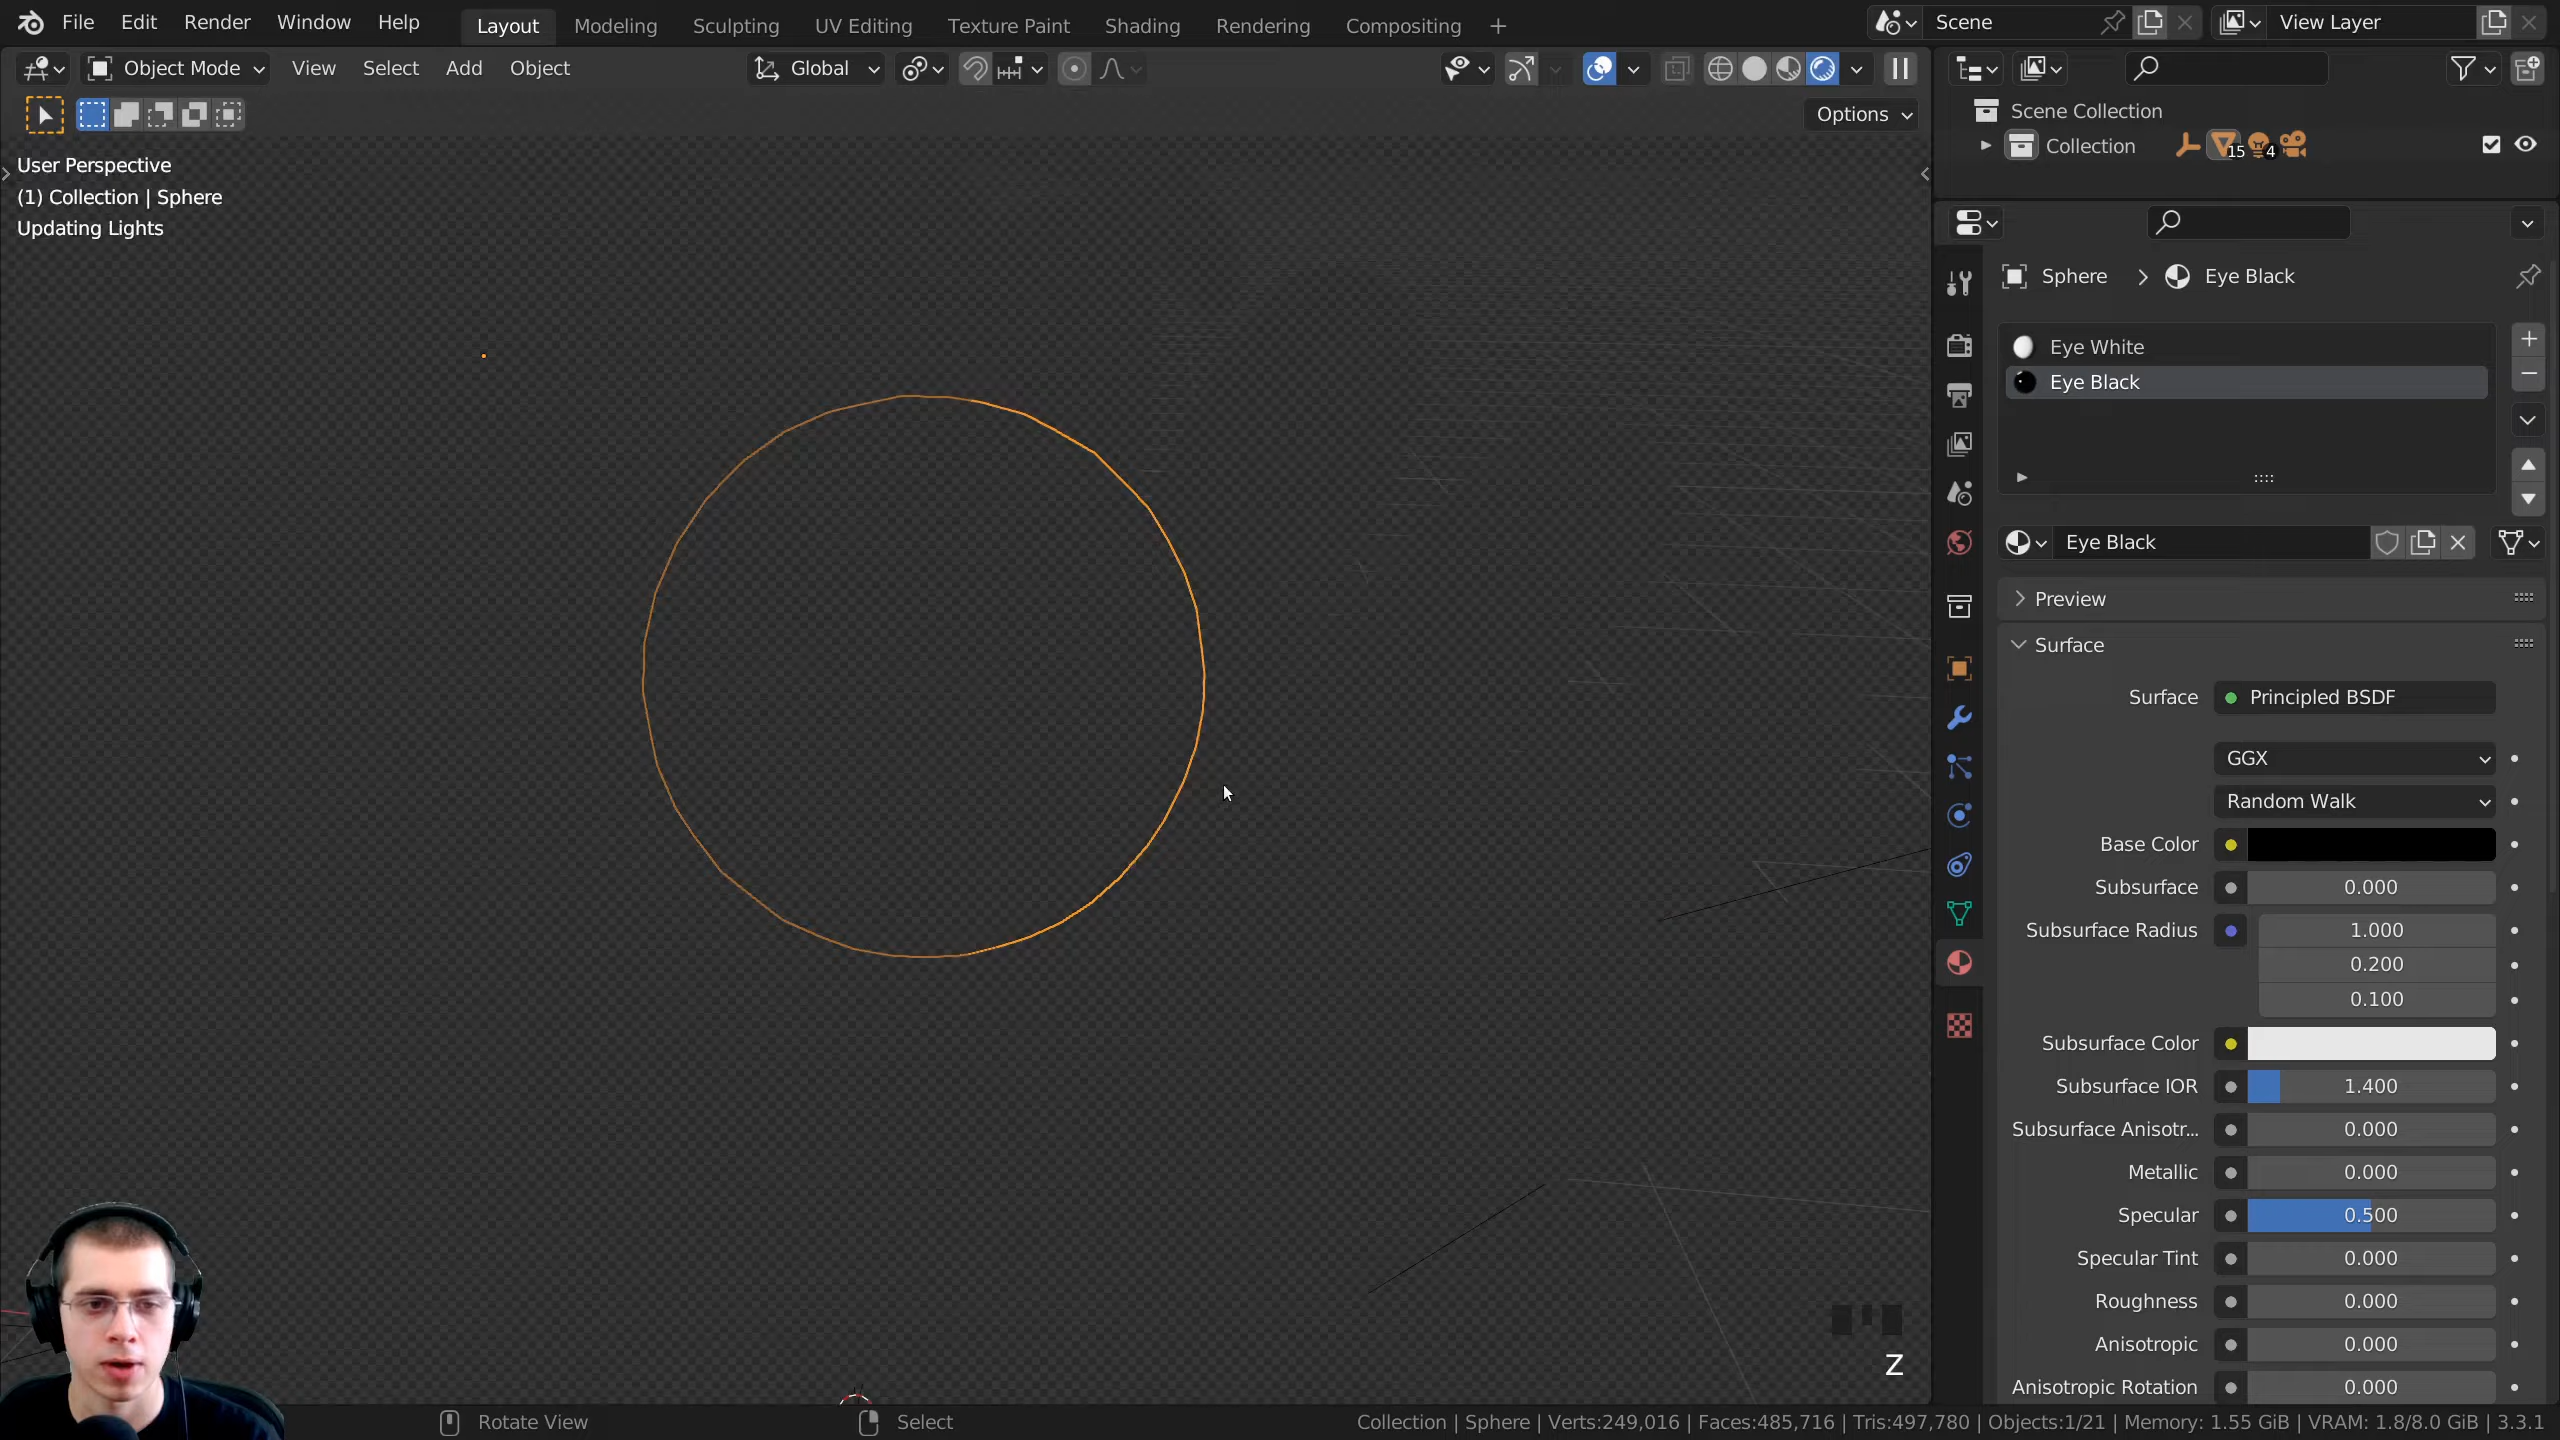 File Edit Render Window Help
Layout Modeling Sculpting UV Editing Texture Paint Shading Rendering Compositing +
Scene
View Layer
Object Mode View Select Add Object
Global
Options
User Perspective
(1) Collection | Sphere
Updating Lights
Scene Collection
Collection 15 4
Sphere > Eye Black
Eye White
Eye Black
Eye Black
Preview
Surface
Surface Principled BSDF
GGX
Random Walk
Base Color
Subsurface 0.000
Subsurface Radius 1.000
0.200
0.100
Subsurface Color
Subsurface IOR 1.400
Subsurface Anisotr... 0.000
Metallic 0.000
Specular 0.500
Specular Tint 0.000
Roughness 0.000
Anisotropic 0.000
Anisotropic Rotation 0.000
Z
Rotate View
Select
Collection | Sphere | Verts:249,016 | Faces:485,716 | Tris:497,780 | Objects:1/21 | Memory: 1.55 GiB | VRAM: 1.8/8.0 GiB | 3.3.1